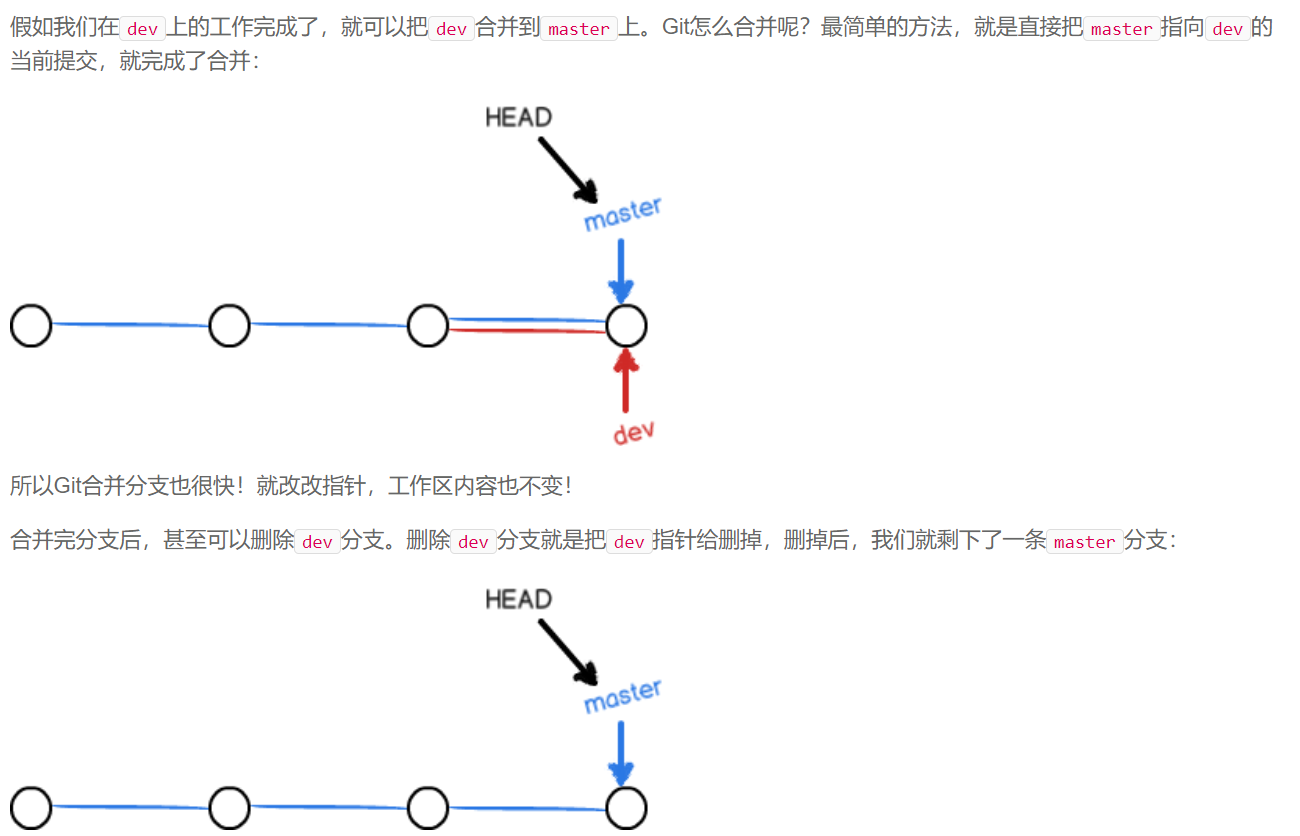 假如我们在dev上的工作完成了，就可以把dev合并到master上。Git怎么合并呢？最简单的方法，就是直接把master指向dev的
当前提交，就完成了合并：
HEAD
master
dev
所以Git合并分支也很快！就改改指针，工作区内容也不变！
合并完分支后，甚至可以删除dev分支。删除dev分支就是把dev指针给删掉，删掉后，我们就剩下了一条master分支：
HEAD
master